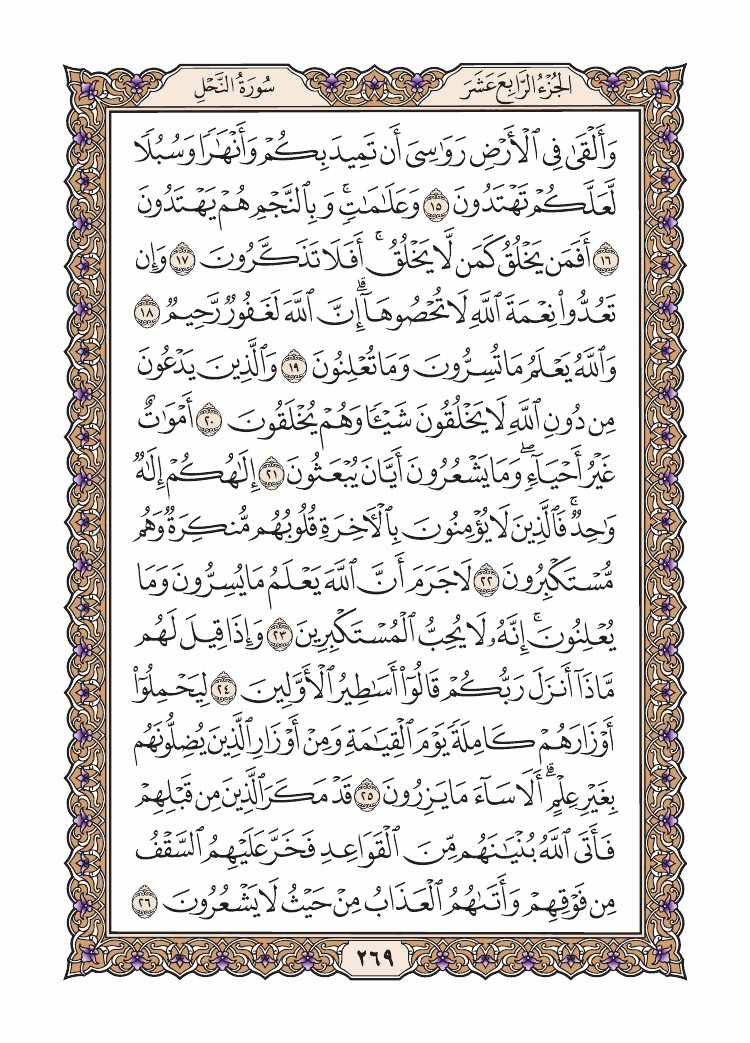 الجُزْءُ الرَّابِعَ عَشَرَ
سُورَةُ النَّحْلِ
وَأَلْقَىٰ فِي ٱلْأَرْضِ رَوَٰسِىَ أَن تَمِيدَ بِكُمْ وَأَنْهَٰرًا وَسُبُلًا
لَّعَلَّكُمْ تَهْتَدُونَ ١٥ وَعَلَٰمَٰتٍۚ وَبِٱلنَّجْمِ هُمْ يَهْتَدُونَ
١٦ أَفَمَن يَخْلُقُ كَمَن لَّا يَخْلُقُۚ أَفَلَا تَذَكَّرُونَ ١٧ وَإِن
تَعُدُّوا۟ نِعْمَةَ ٱللَّهِ لَا تُحْصُوهَآۗ إِنَّ ٱللَّهَ لَغَفُورٌ رَّحِيمٌ ١٨
وَٱللَّهُ يَعْلَمُ مَا تُسِرُّونَ وَمَا تُعْلِنُونَ ١٩ وَٱلَّذِينَ يَدْعُونَ
مِن دُونِ ٱللَّهِ لَا يَخْلُقُونَ شَيْـًٔا وَهُمْ يُخْلَقُونَ ٢٠ أَمْوَٰتٌ
غَيْرُ أَحْيَآءٍۖ وَمَا يَشْعُرُونَ أَيَّانَ يُبْعَثُونَ ٢١ إِلَٰهُكُمْ إِلَٰهٌ
وَٰحِدٌۚ فَٱلَّذِينَ لَا يُؤْمِنُونَ بِٱلْأَخِرَةِ قُلُوبُهُم مُّنكِرَةٌ وَهُم
مُّسْتَكْبِرُونَ ٢٢ لَا جَرَمَ أَنَّ ٱللَّهَ يَعْلَمُ مَا يُسِرُّونَ وَمَا
يُعْلِنُونَۚ إِنَّهُۥ لَا يُحِبُّ ٱلْمُسْتَكْبِرِينَ ٢٣ وَإِذَا قِيلَ لَهُم
مَّاذَآ أَنزَلَ رَبُّكُمْ قَالُوٓا۟ أَسَٰطِيرُ ٱلْأَوَّلِينَ ٢٤ لِيَحْمِلُوٓا۟
أَوْزَارَهُمْ كَامِلَةً يَوْمَ ٱلْقِيَٰمَةِ وَمِنْ أَوْزَارِ ٱلَّذِينَ يُضِلُّونَهُم
بِغَيْرِ عِلْمٍۗ أَلَا سَآءَ مَا يَزِرُونَ ٢٥ قَدْ مَكَرَ ٱلَّذِينَ مِن قَبْلِهِمْ
فَأَتَى ٱللَّهُ بُنْيَٰنَهُم مِّنَ ٱلْقَوَاعِدِ فَخَرَّ عَلَيْهِمُ ٱلسَّقْفُ
مِن فَوْقِهِمْ وَأَتَىٰهُمُ ٱلْعَذَابُ مِنْ حَيْثُ لَا يَشْعُرُونَ ٢٦
٢٦٩